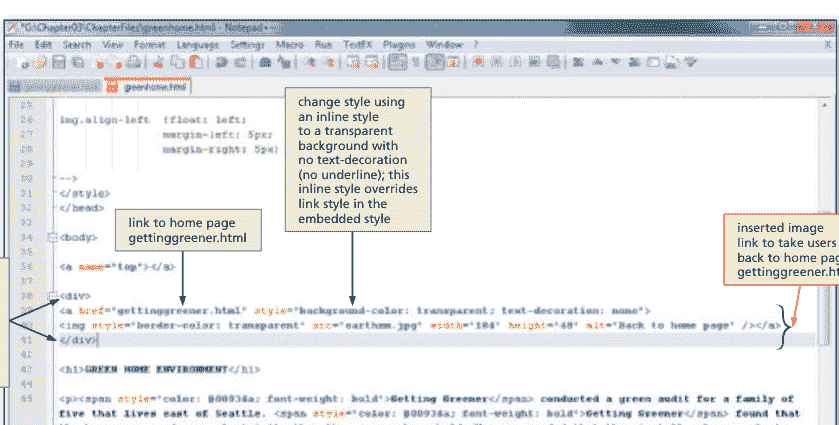 *G:\Chapter03\ChapterFiles\greenhome.html - Notepad++
File Edit Search View Format Language Settings Macro Run TextFX Plugins Window ?
X
greenhome.html
25
26 img.align-left {float: left;
27 margin-left: 5px;
28 margin-right: 5px
29
30 -->
31 </style>
32 </head>
33
34 <body>
35
36 <a name="top"></a>
37
38 <div>
39 <a href="gettinggreener.html" style="background-color: transparent; text-decoration: none">
40 <img style="border-color: transparent" src="earthsm.jpg" width="164" height="48" alt="Back to home page" /></a>
41 </div>
42
43 <h1>GREEN HOME ENVIRONMENT</h1>
44
45 <p><span style="color: #00934a; font-weight: bold">Getting Greener</span> conducted a green audit for a family of
five that lives east of Seattle. <span style="color: #00934a; font-weight: bold">Getting Greener</span> found that
change style using
an inline style
to a transparent
background with
no text-decoration
(no underline); this
inline style overrides
link style in the
embedded style
link to home page
gettinggreener.html
inserted image
link to take users
back to home pag
gettinggreener.ht